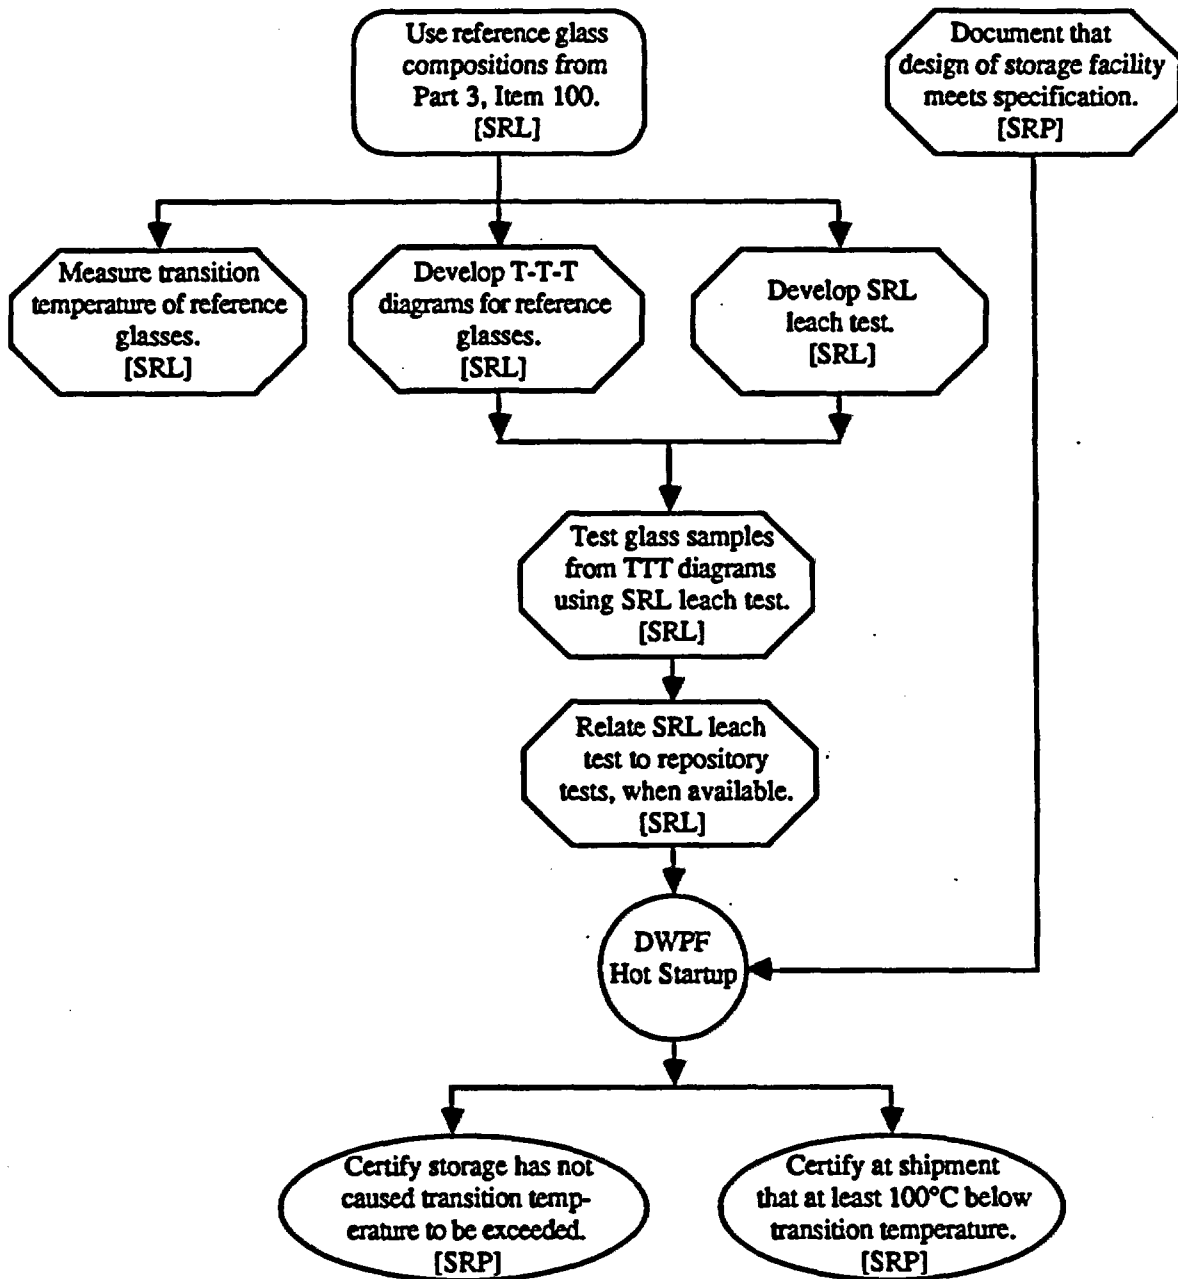 Use reference glass
compositions from
Part 3, Item 100.
[SRL]
Document that
design of storage facility
meets specification.
[SRP]
Measure transition
temperature of reference
glasses.
[SRL]
Develop T-T-T
diagrams for reference
glasses.
[SRL]
Develop SRL
leach test.
[SRL]
Test glass samples
from TTT diagrams
using SRL leach test.
[SRL]
Relate SRL leach
test to repository
tests, when available.
[SRL]
DWPF
Hot Startup
Certify storage has not
caused transition temp-
erature to be exceeded.
[SRP]
Certify at shipment
that at least 100°C below
transition temperature.
[SRP]